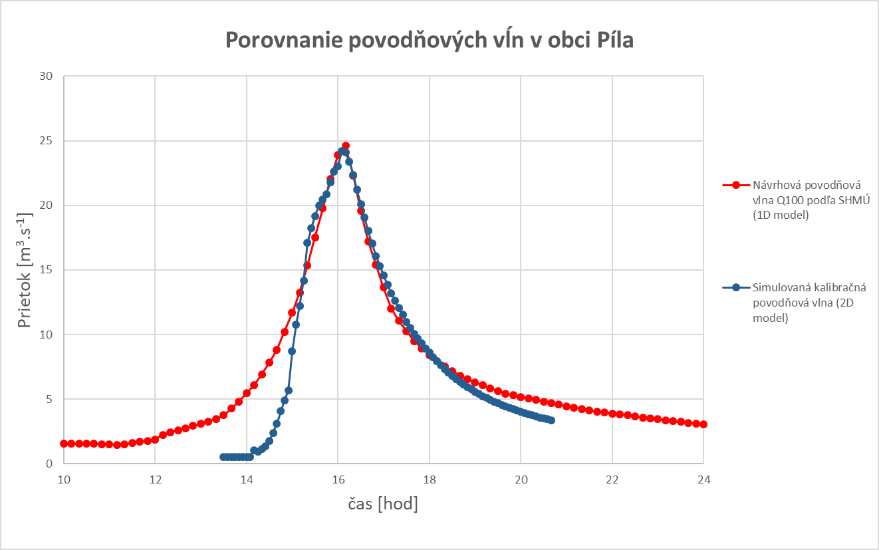 Porovnanie povodňových vĺn v obci Píla
30
25
20
15
10
5
0
Prietok [m³.s⁻¹]
10 12 14 16 18 20 22 24
čas [hod]
Návrhová povodňová
vlna Q100 podľa SHMÚ
(1D model)
Simulovaná kalibračná
povodňová vlna (2D
model)